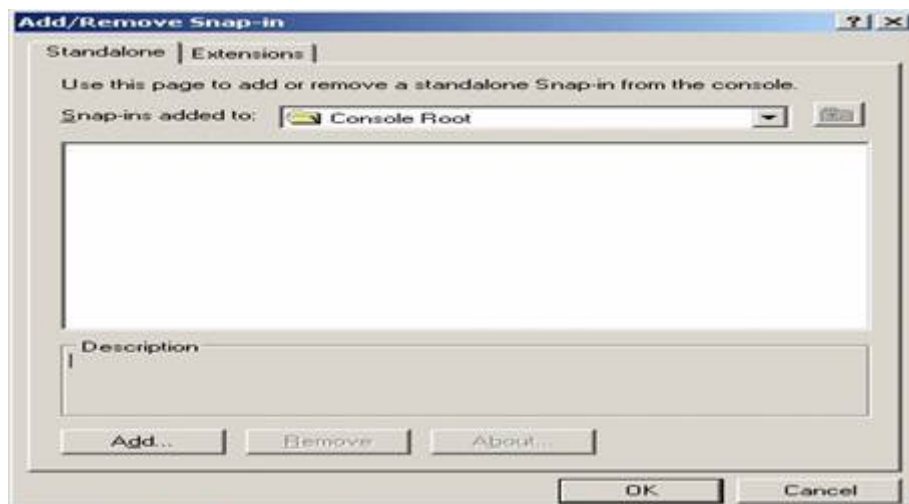 Add/Remove Snap-in
Standalone Extensions
Use this page to add or remove a standalone Snap-in from the console.
Snap-ins added to: Console Root
Description
Add... Remove About...
OK Cancel